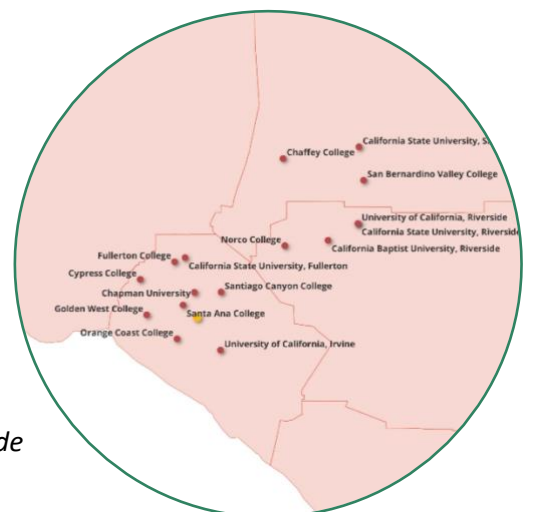 California State University, S
Chaffey College
San Bernardino Valley College
University of California, Riverside
California State University, Riverside
Norco College
California Baptist University, Riverside
Fullerton College
California State University, Fullerton
Cypress College
Santiago Canyon College
Chapman University
Golden West College
Santa Ana College
Orange Coast College
University of California, Irvine
de